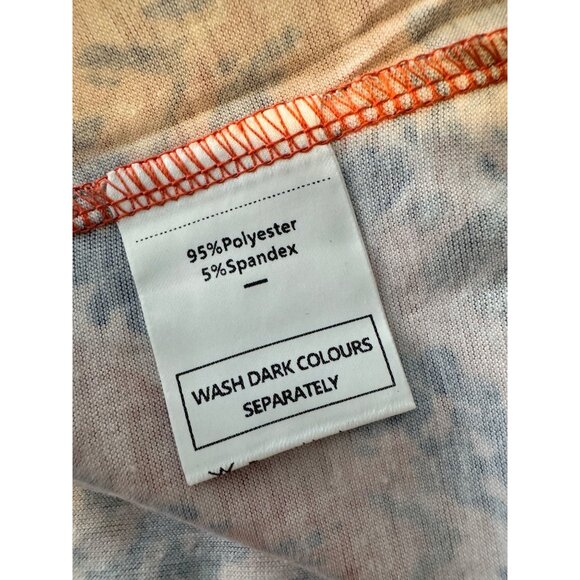 95%Polyester
5%Spandex
WASH DARK COLOURS
SEPARATELY